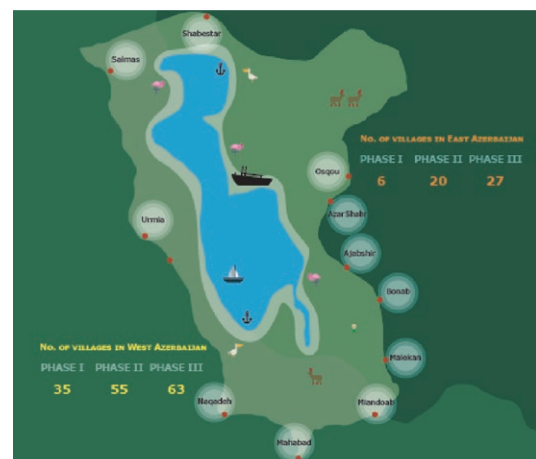 Shabestar
Salmas
No. of villages in East Azerbaijan
PHASE I PHASE II PHASE III
6 20 27
Osqou
Azar Shahr
Urmia
Ajabshir
Bonab
No. of villages in West Azerbaijan
PHASE I PHASE II PHASE III
35 55 63
Malekan
Naqadeh
Miandoab
Mahabad